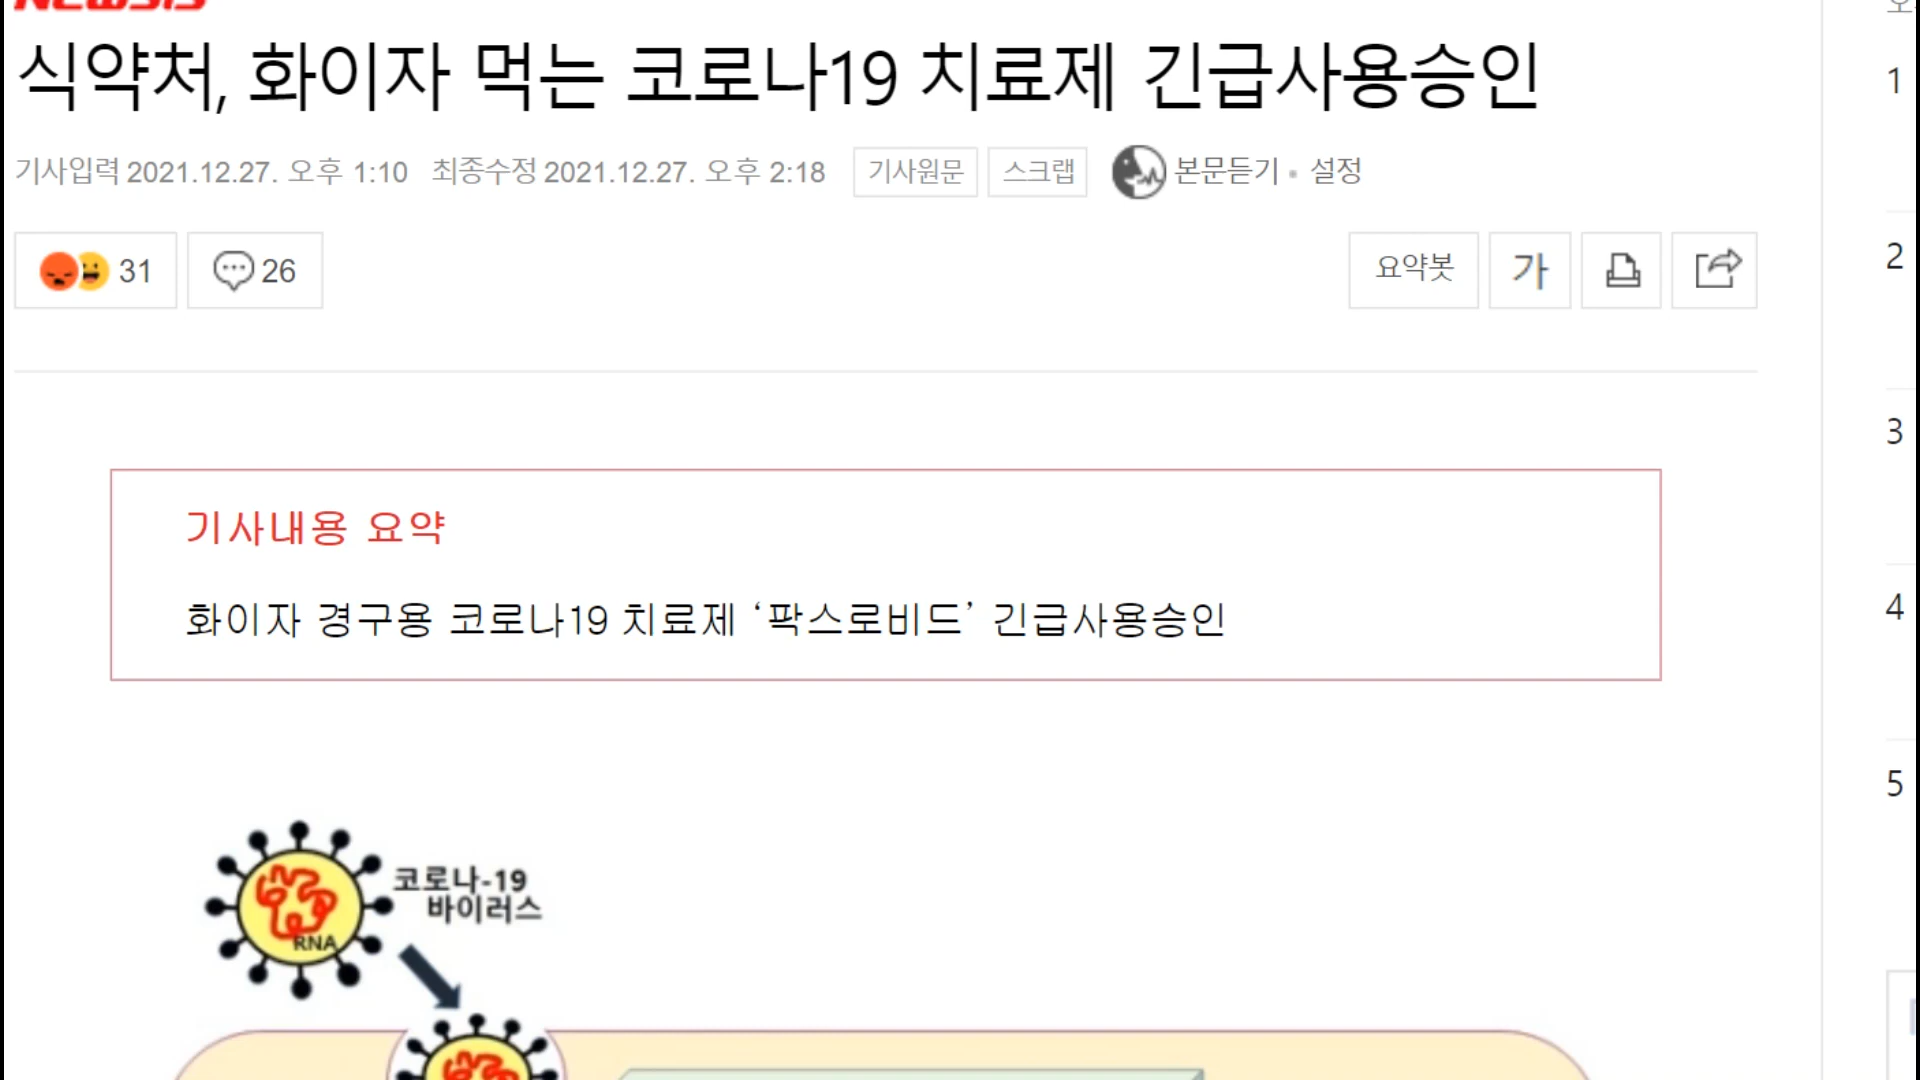 NEWSIS
식약처, 화이자 먹는 코로나19 치료제 긴급사용승인
기사입력 2021.12.27. 오후 1:10 최종수정 2021.12.27. 오후 2:18 기사원문 스크랩 본문듣기 · 설정
31 26 요약봇 가
기사내용 요약
화이자 경구용 코로나19 치료제 ‘팍스로비드’ 긴급사용승인
코로나-19
바이러스
RNA
1
2
3
4
5